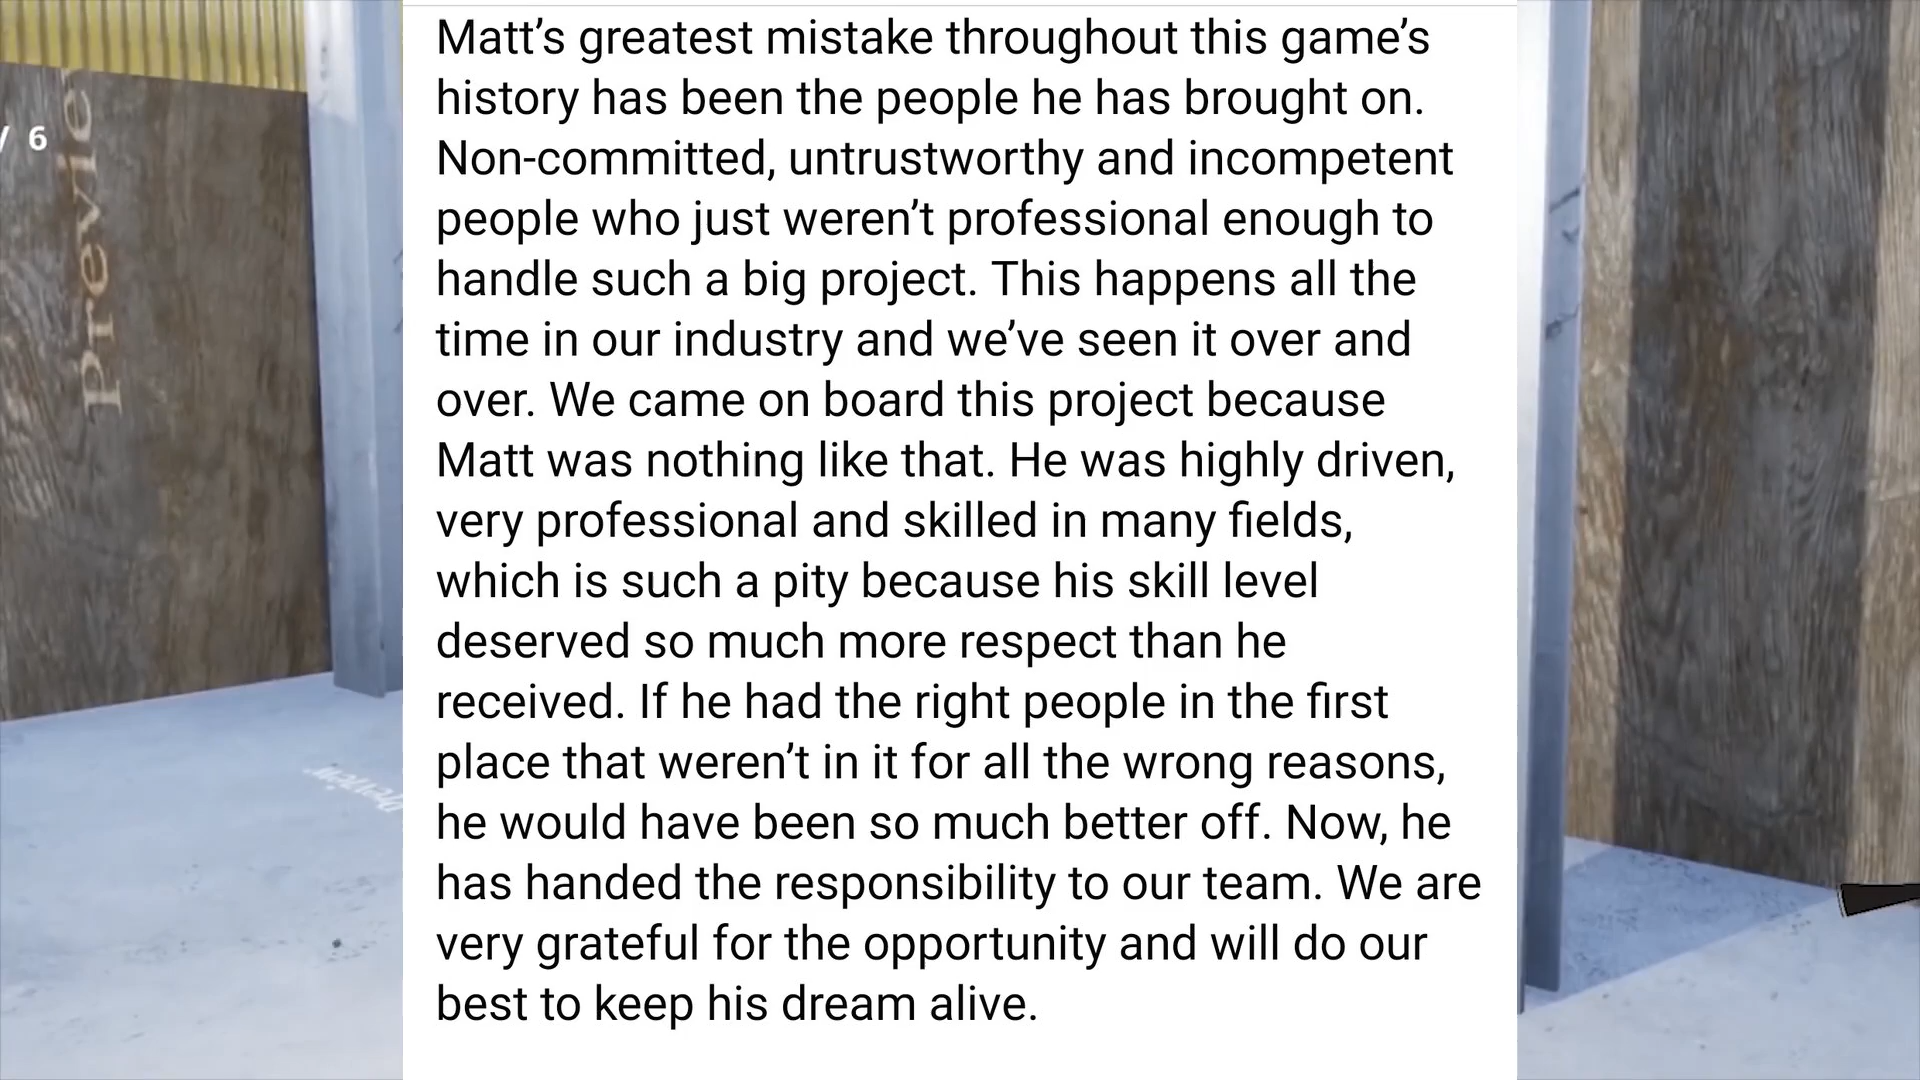 Matt’s greatest mistake throughout this game’s
history has been the people he has brought on.
Non-committed, untrustworthy and incompetent
people who just weren’t professional enough to
handle such a big project. This happens all the
time in our industry and we’ve seen it over and
over. We came on board this project because
Matt was nothing like that. He was highly driven,
very professional and skilled in many fields,
which is such a pity because his skill level
deserved so much more respect than he
received. If he had the right people in the first
place that weren’t in it for all the wrong reasons,
he would have been so much better off. Now, he
has handed the responsibility to our team. We are
very grateful for the opportunity and will do our
best to keep his dream alive.
/ 6
Previe